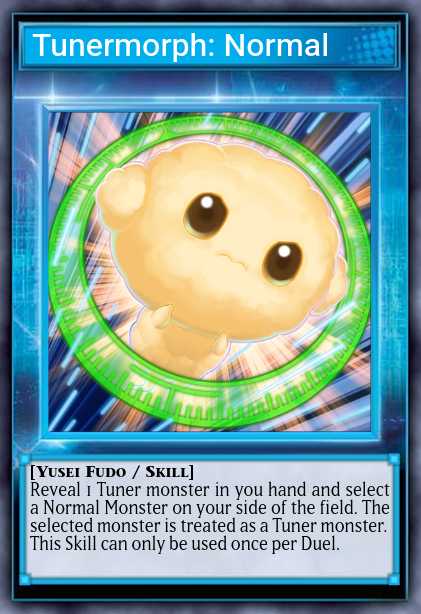 Tunermorph: Normal
[Yusei Fudo / Skill]
Reveal 1 Tuner monster in you hand and select
a Normal Monster on your side of the field. The
selected monster is treated as a Tuner monster.
This Skill can only be used once per Duel.